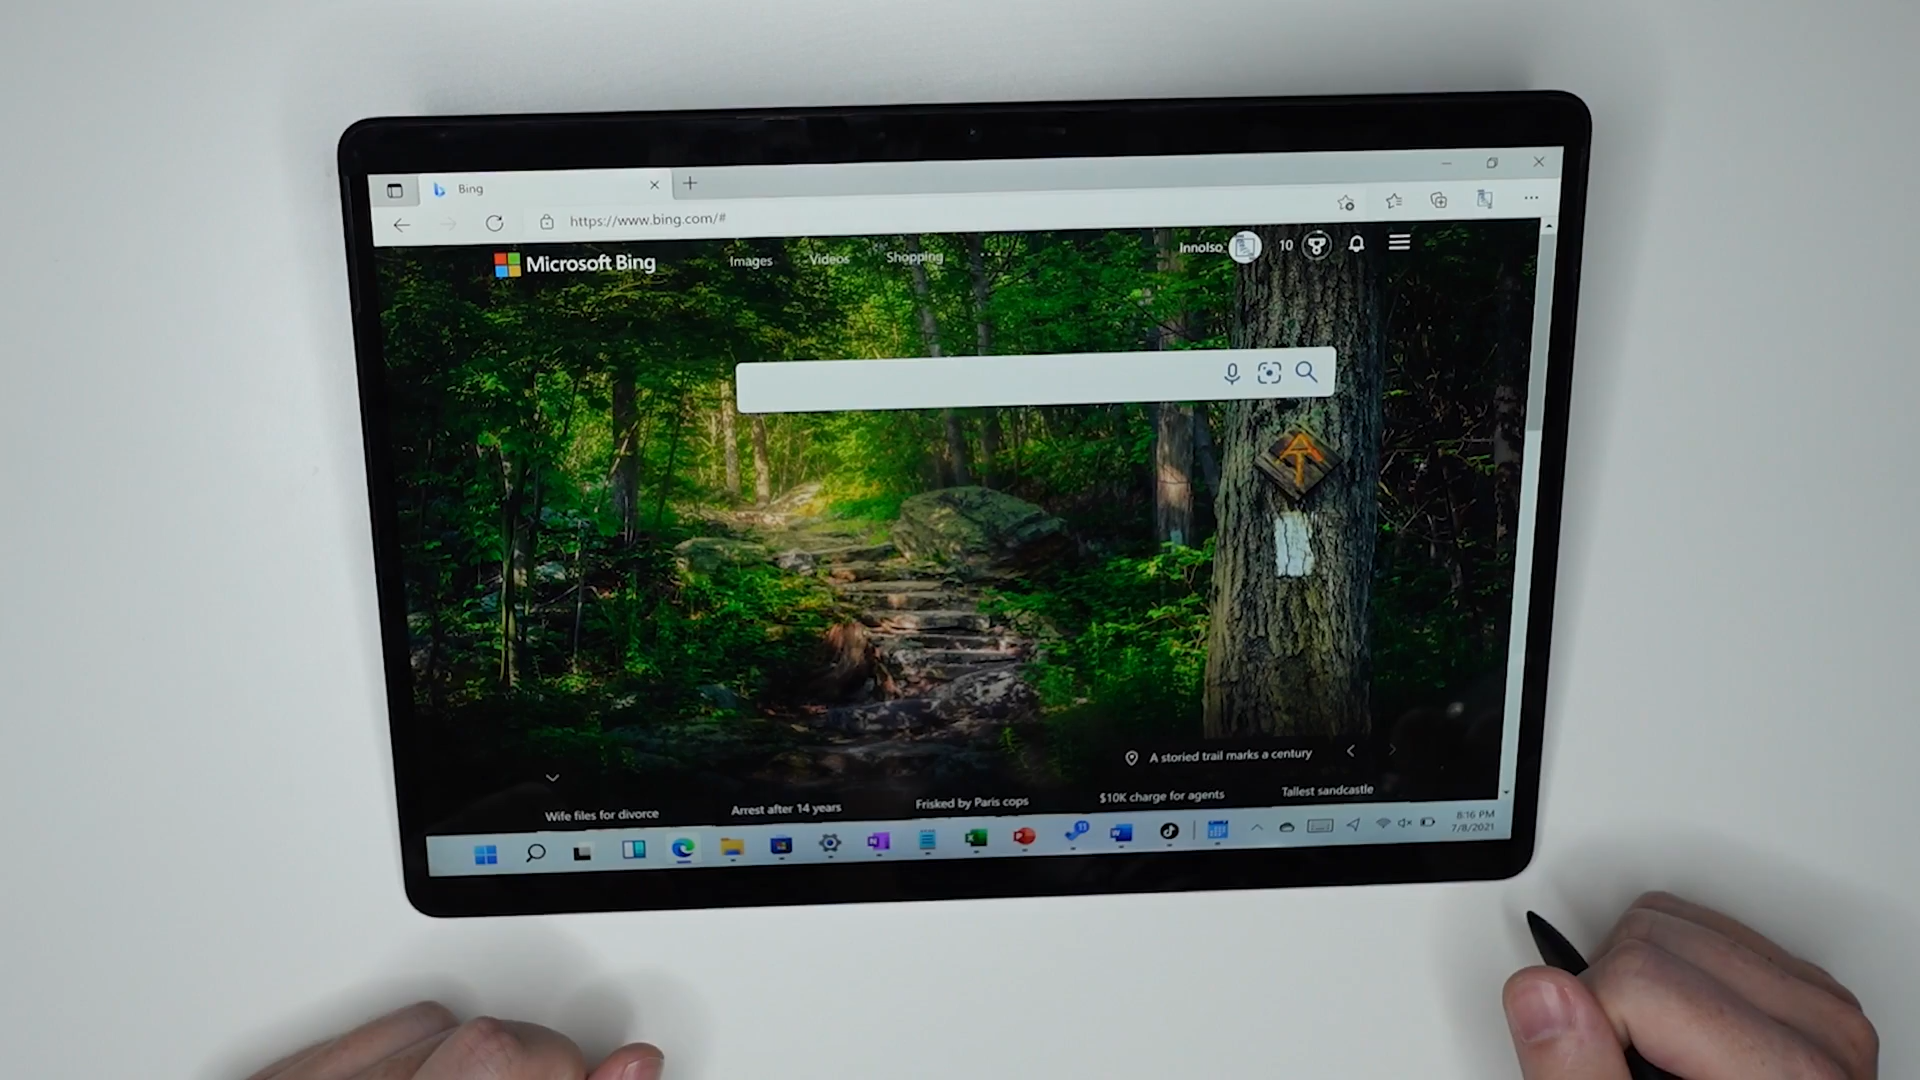 Bing
https://www.bing.com/#
Microsoft Bing
Images
Videos
Shopping
InnoIso
10
A storied trail marks a century
Wife files for divorce
Arrest after 14 years
Frisked by Paris cops
$10K charge for agents
Tallest sandcastle
8:16 PM
7/8/2021